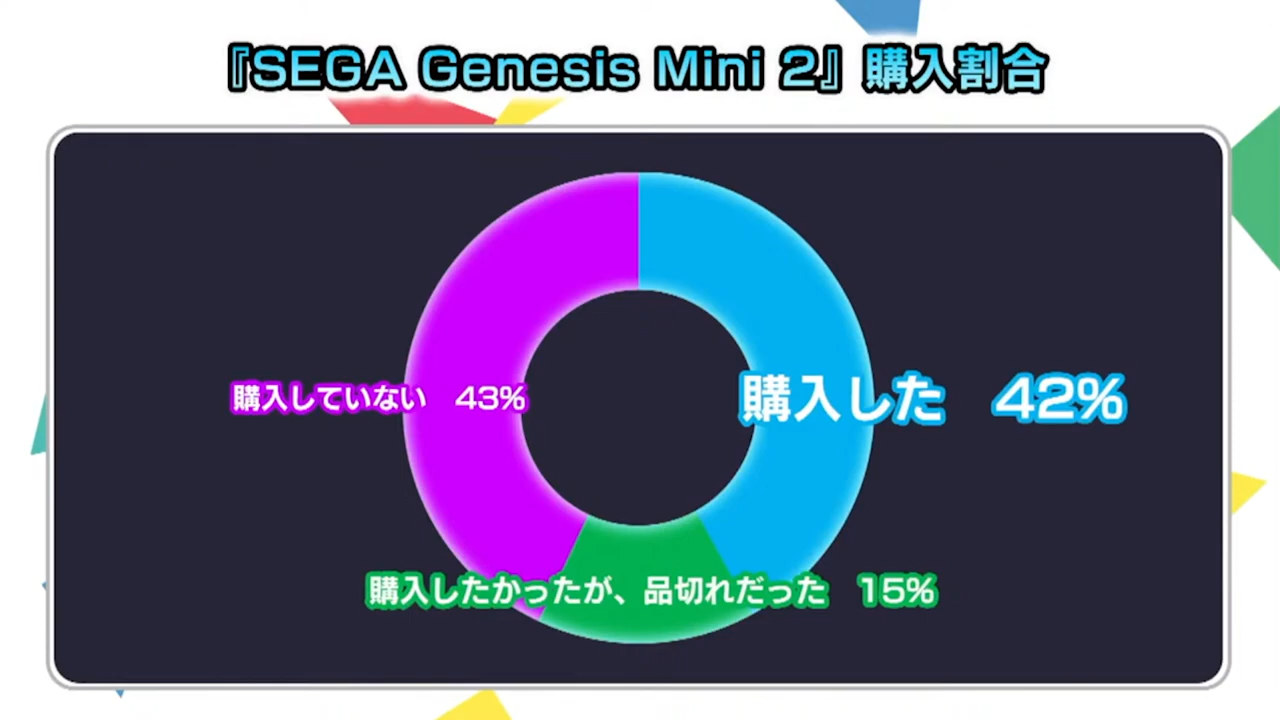 『SEGA Genesis Mini 2』購入割合
購入していない　43%
購入した　42%
購入したかったが、品切れだった　15%